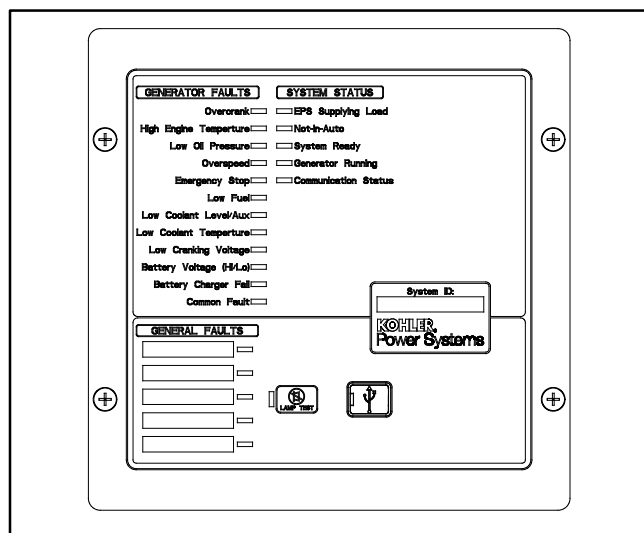 GENERATOR FAULTS
Overcrank
High Engine Temperture
Low Oil Pressure
Overspeed
Emergency Stop
Low Fuel
Low Coolant Level/Aux
Low Coolant Temperture
Low Cranking Voltage
Battery Voltage (Hi/Lo)
Battery Charger Fail
Common Fault
SYSTEM STATUS
EPS Supplying Load
Not-In-Auto
System Ready
Generator Running
Communication Status
System ID:
KOHLER®
Power Systems
GENERAL FAULTS
LAMP TEST